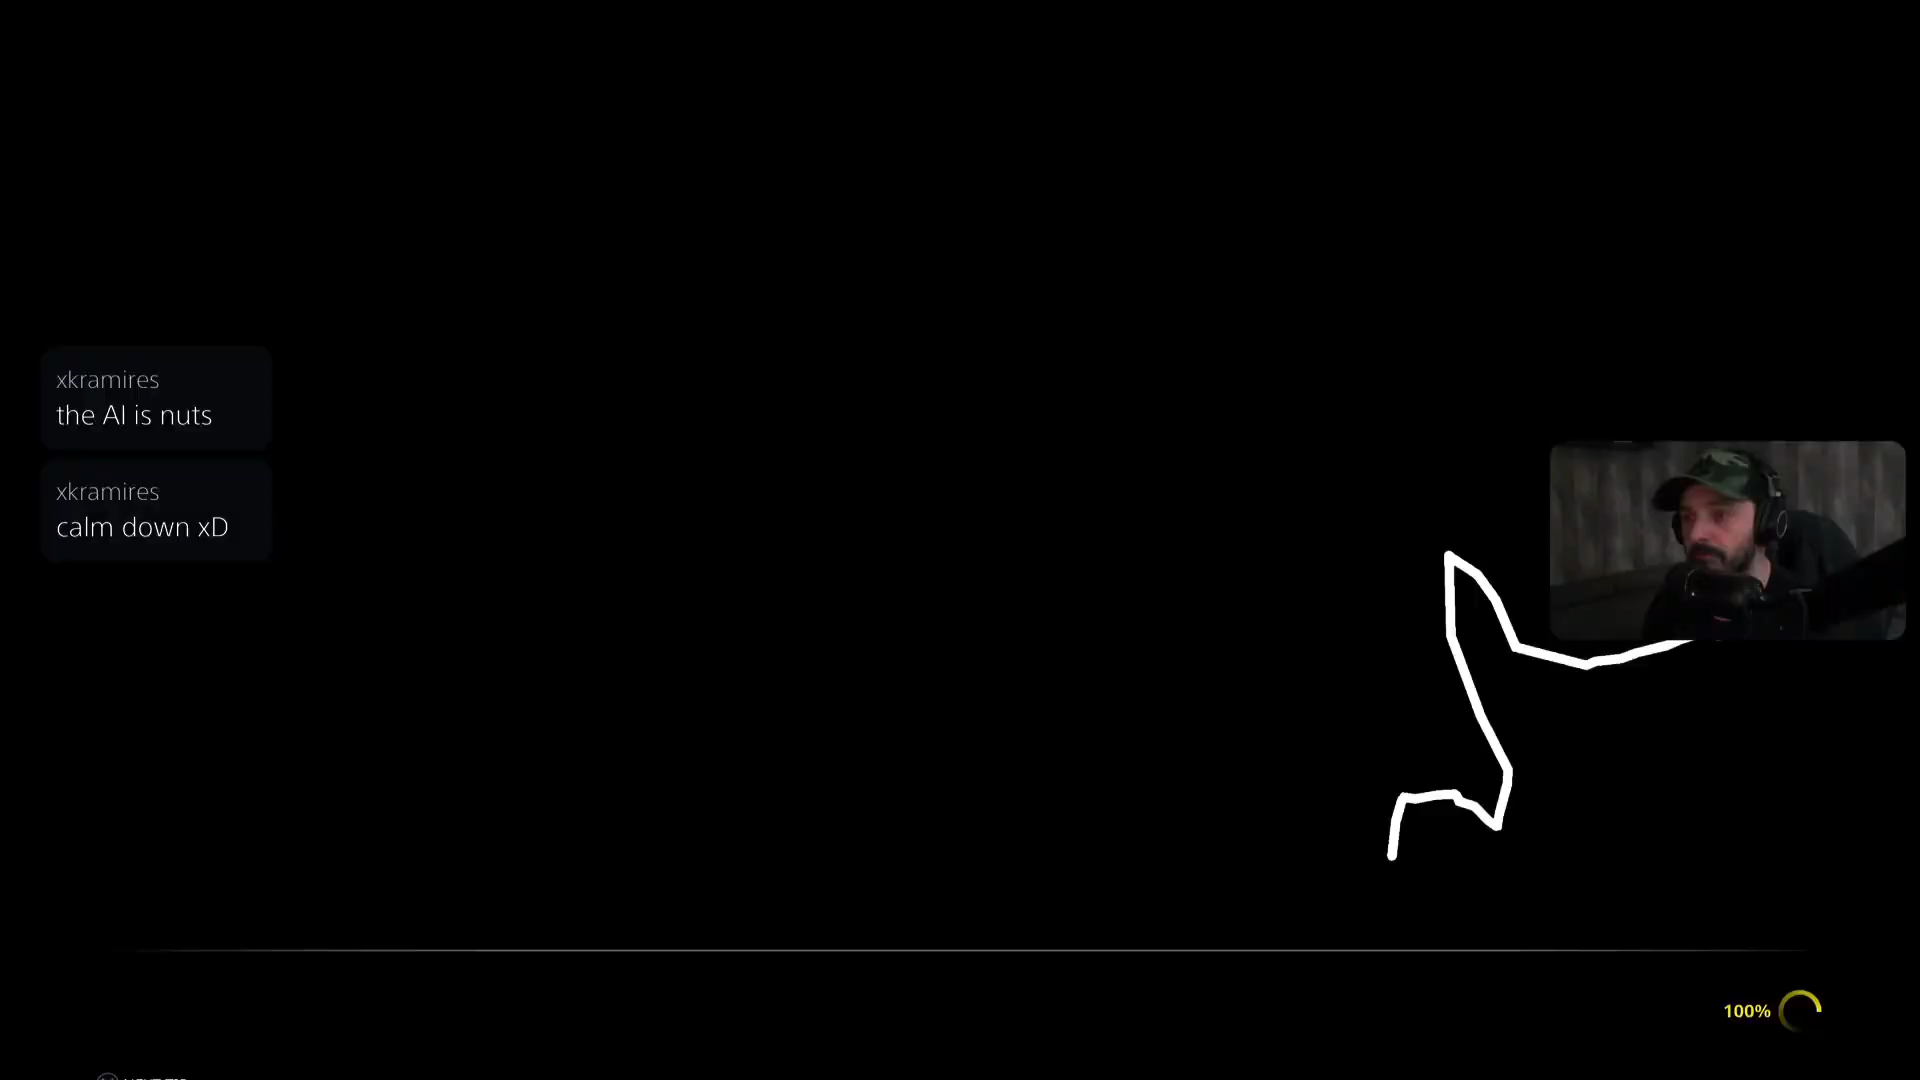 xkramires
the AI is nuts
xkramires
calm down xD
100%